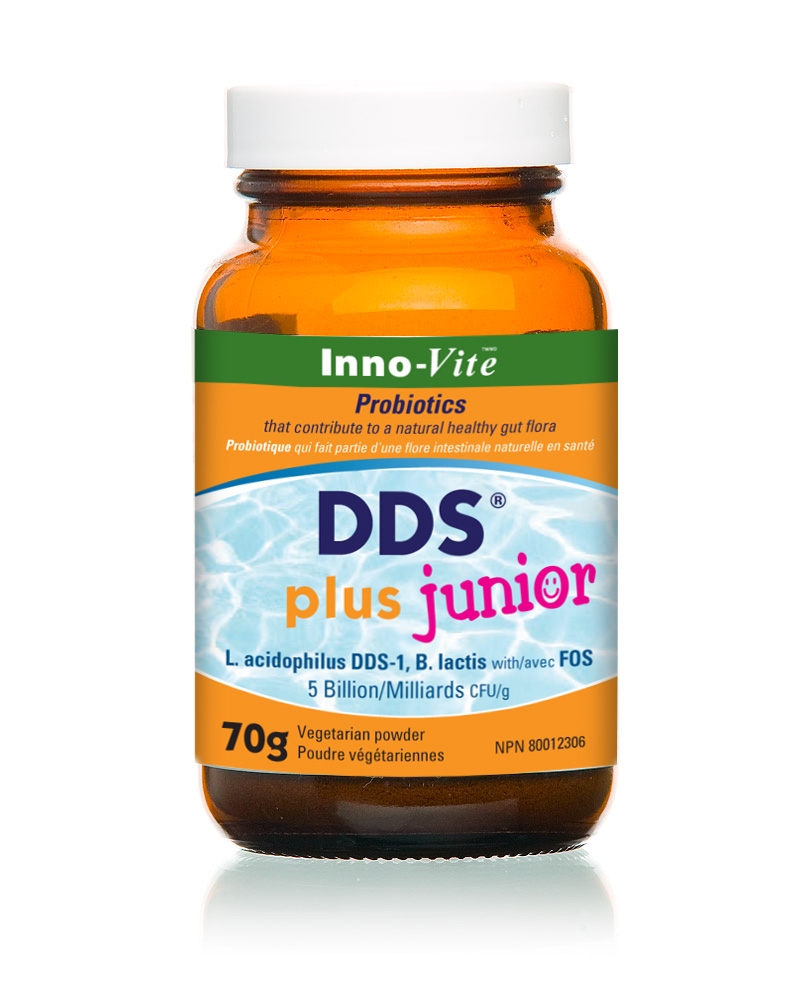 Inno-Vite
Probiotics
that contribute to a natural healthy gut flora
Probiotique qui fait partie d'une flore intestinale naturelle en santé
DDS®
plus junior
L. acidophilus DDS-1, B. lactis with/avec FOS
5 Billion/Milliards CFU/g
70g
Vegetarian powder
Poudre végétariennes
NPN 80012306